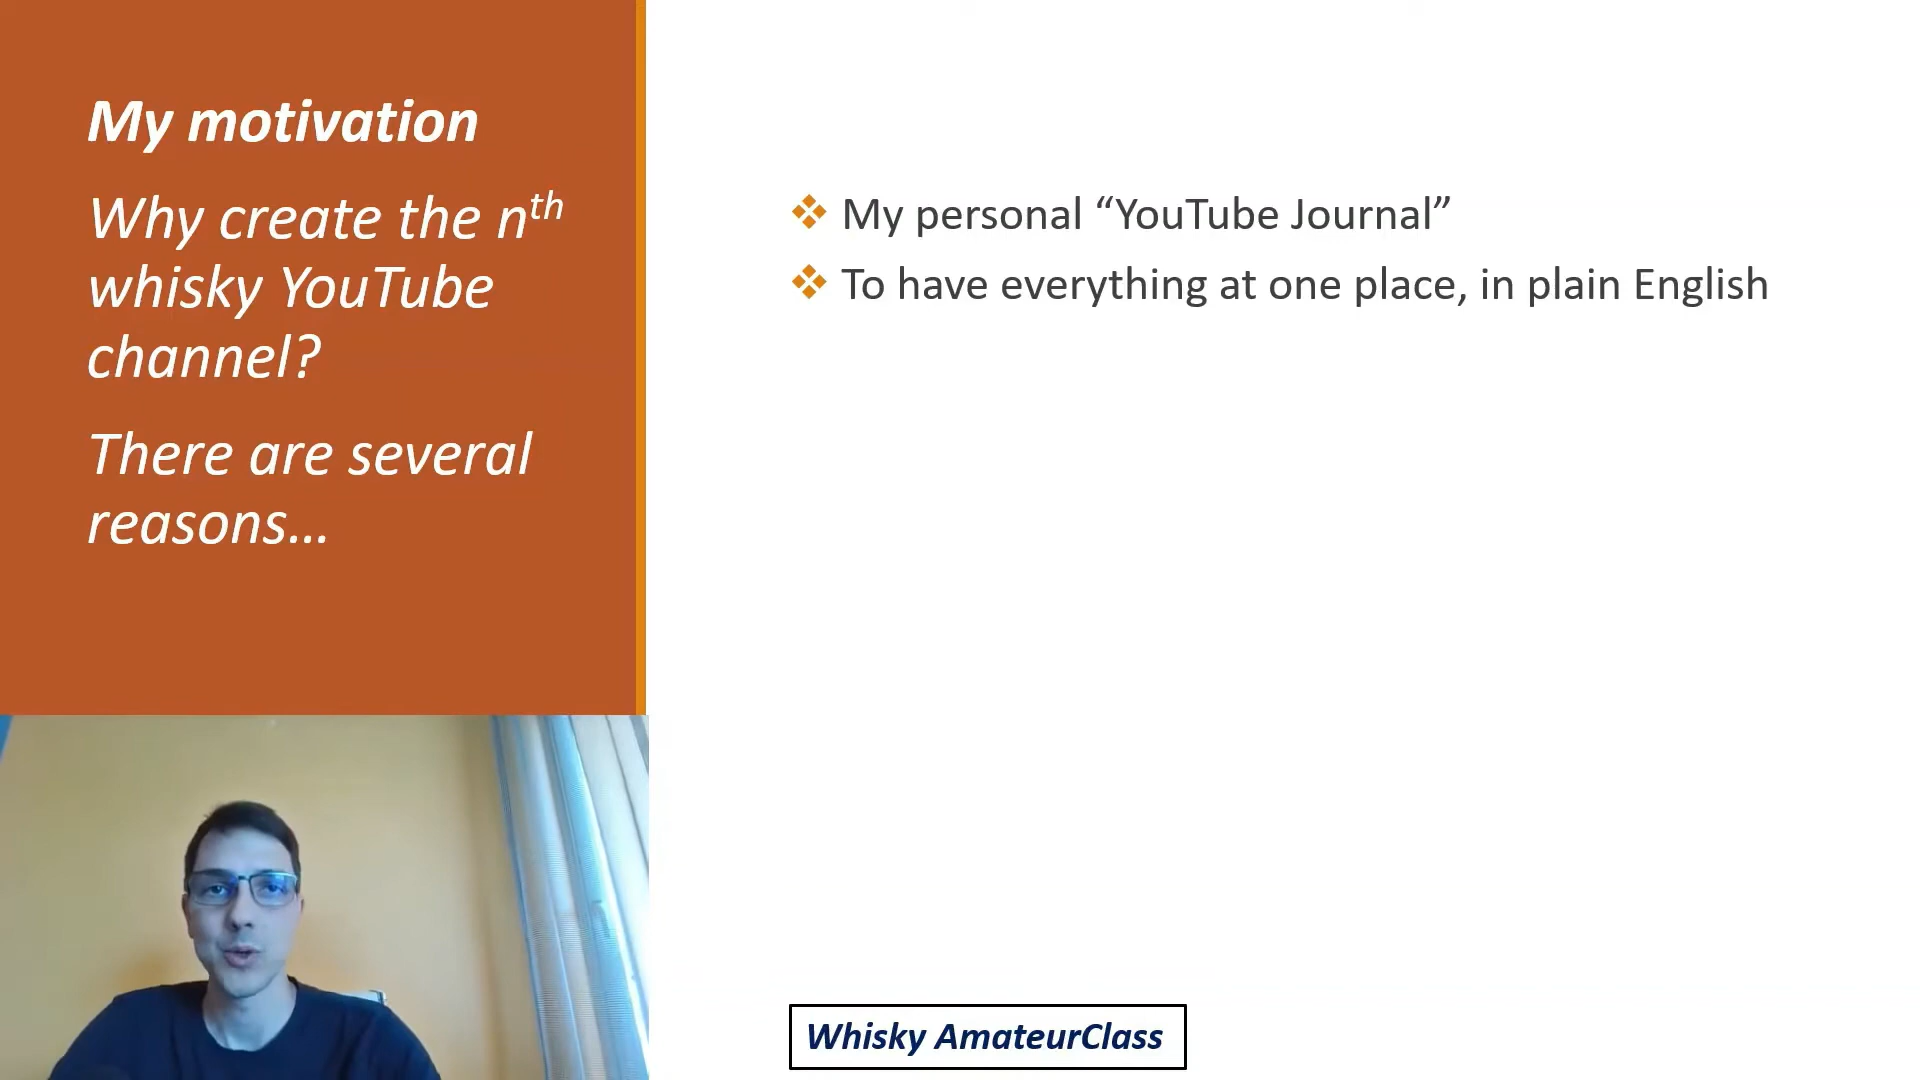 My motivation
Why create the nth
whisky YouTube
channel?
There are several
reasons...
My personal “YouTube Journal”
To have everything at one place, in plain English
Whisky AmateurClass